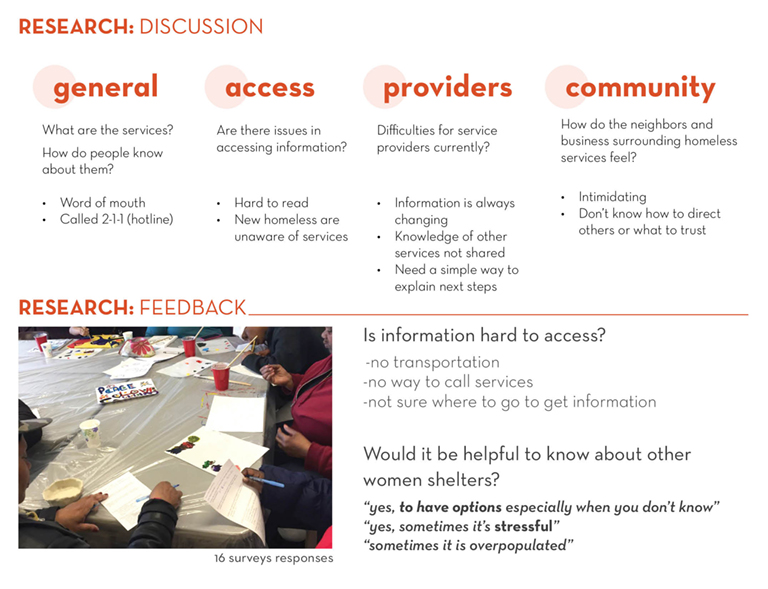 RESEARCH: DISCUSSION
general
What are the services?
How do people know
about them?
• Word of mouth
• Called 2-1-1 (hotline)
access
Are there issues in
accessing information?
• Hard to read
• New homeless are
unaware of services
providers
Difficulties for service
providers currently?
• Information is always
changing
• Knowledge of other
services not shared
• Need a simple way to
explain next steps
community
How do the neighbors and
business surrounding homeless
services feel?
• Intimidating
• Don't know how to direct
others or what to trust
RESEARCH: FEEDBACK
PEACE
16 surveys responses
Is information hard to access?
-no transportation
-no way to call services
-not sure where to go to get information
Would it be helpful to know about other
women shelters?
“yes, to have options especially when you don't know”
“yes, sometimes it's stressful”
“sometimes it is overpopulated”